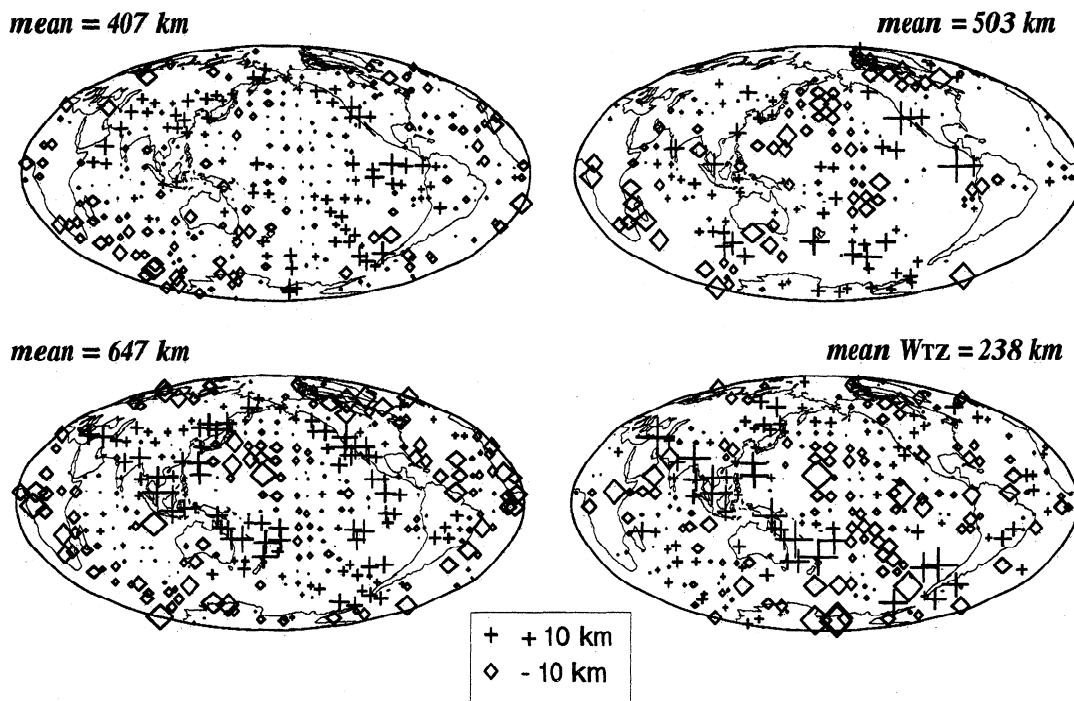 mean = 407 km
mean = 503 km
mean = 647 km
mean WTZ = 238 km
+ 10 km
- 10 km